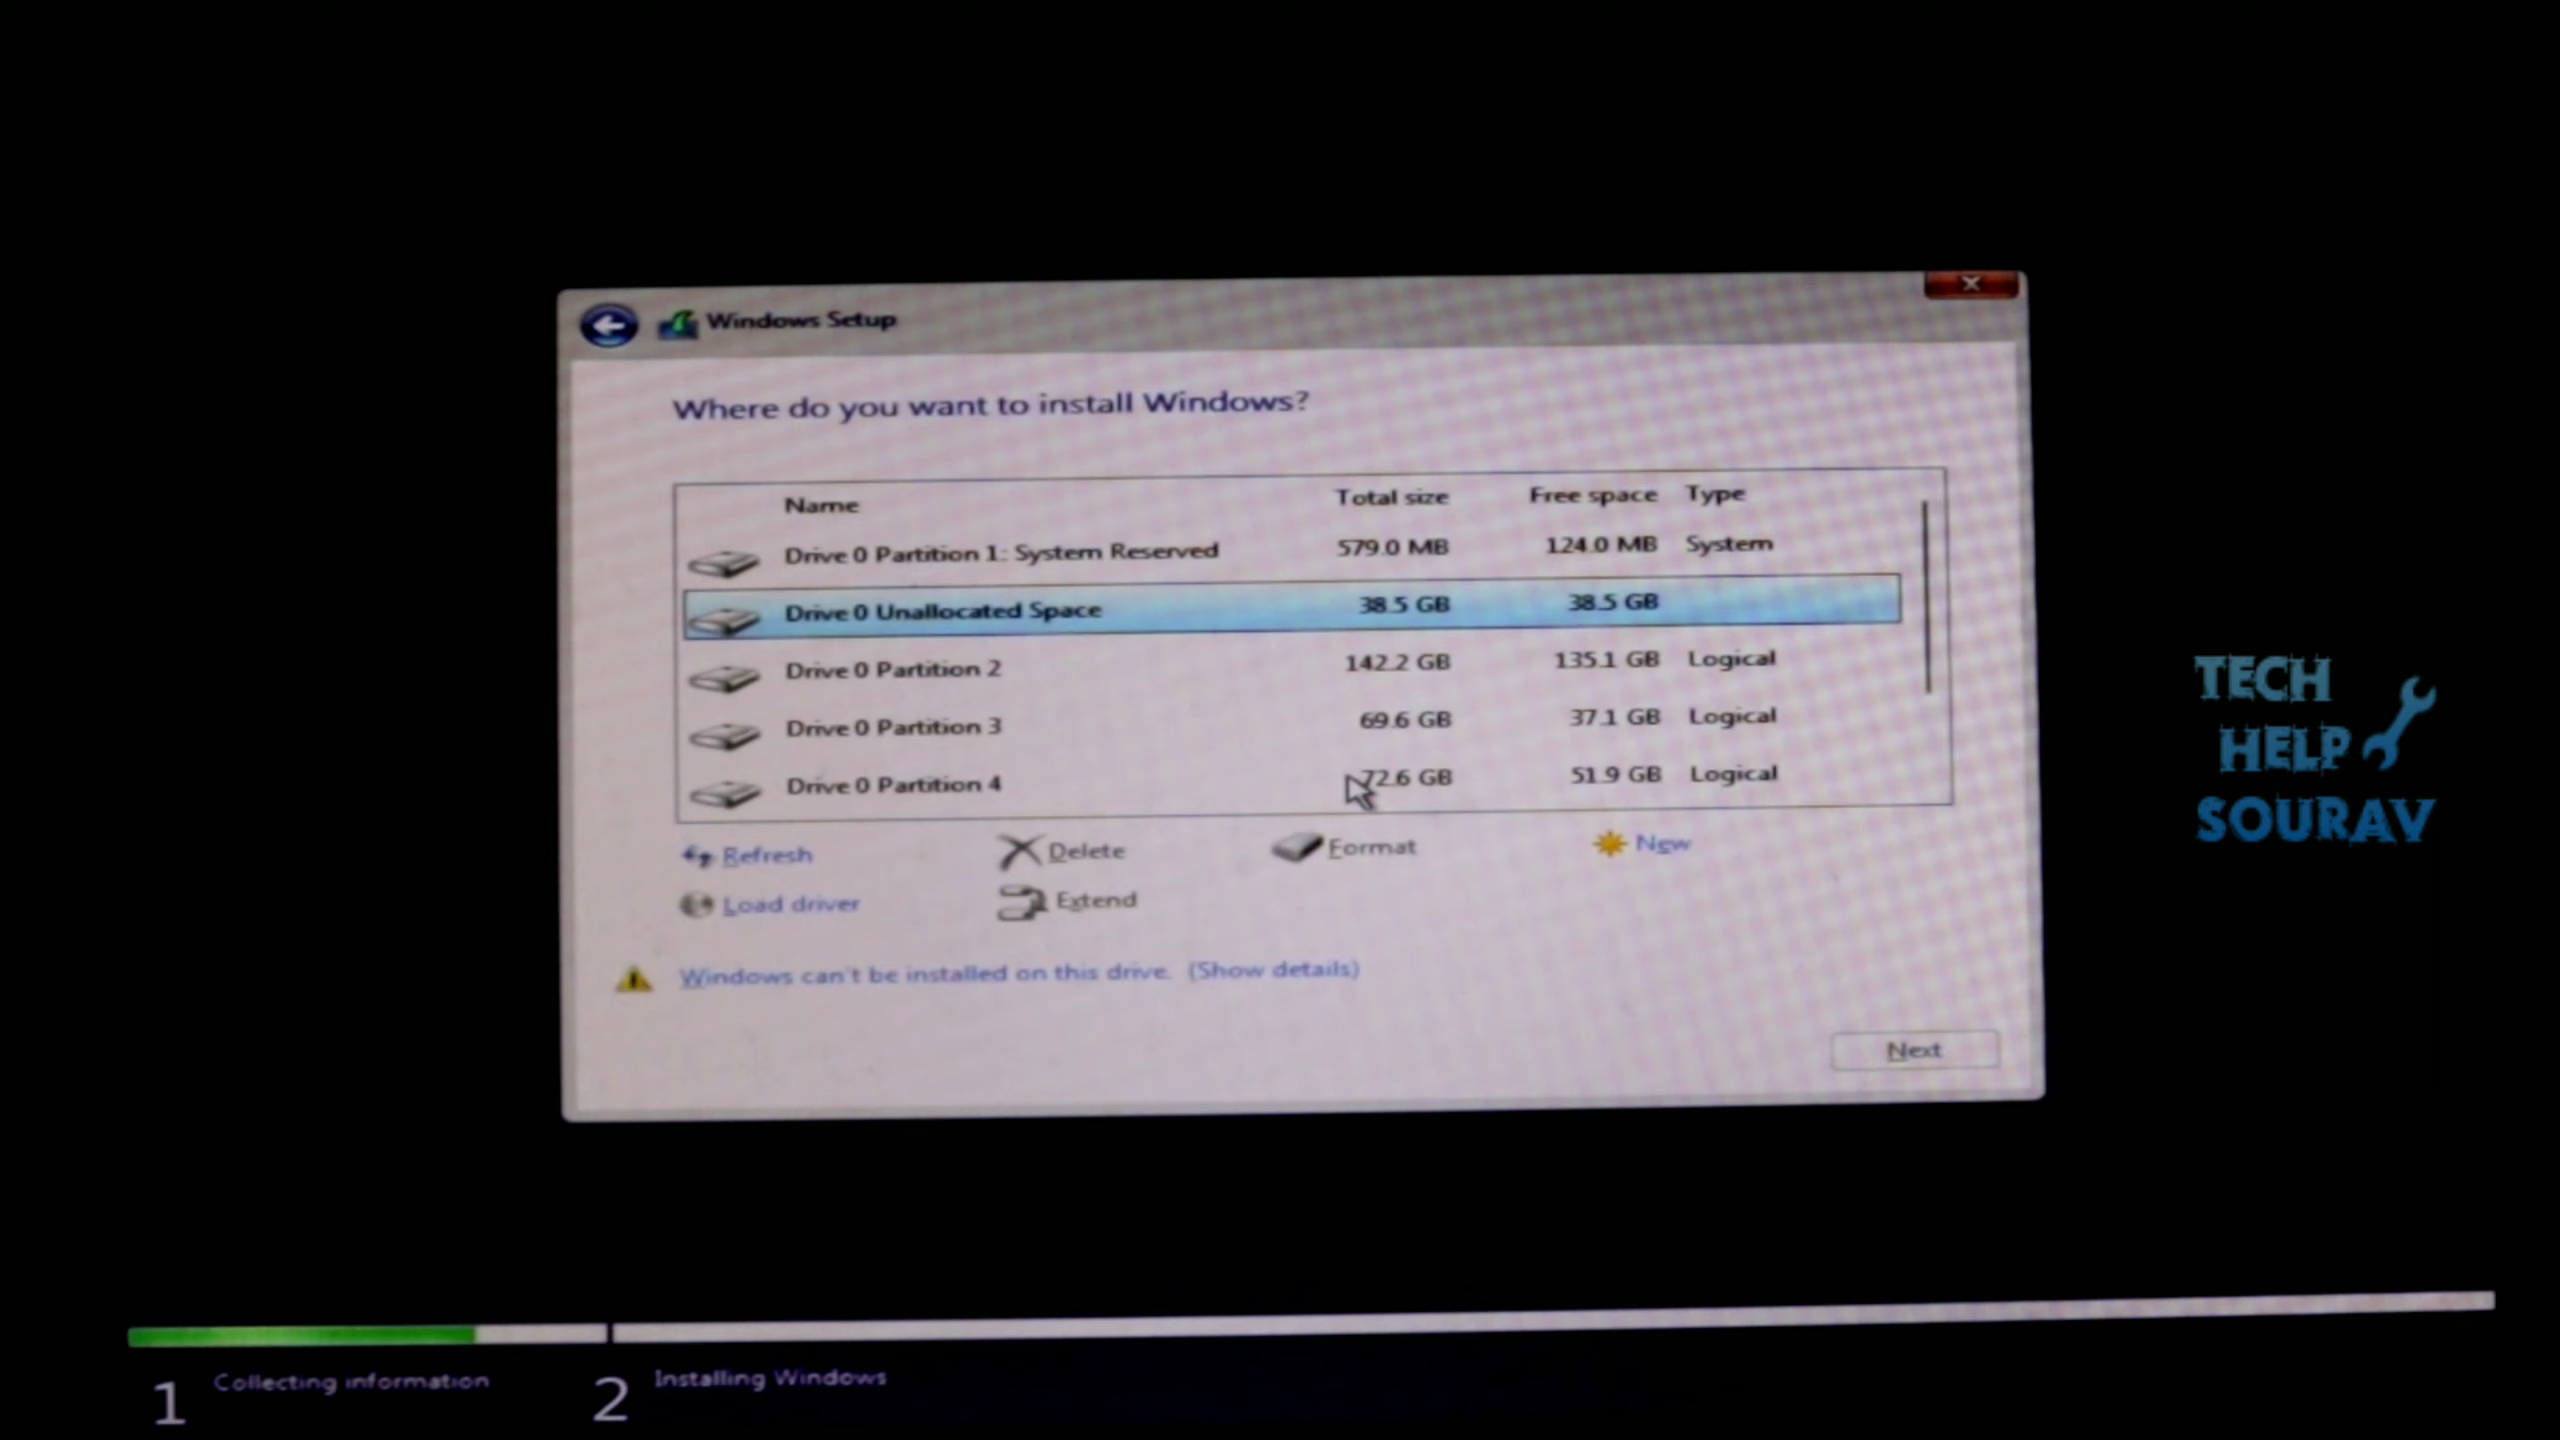 Windows Setup
Where do you want to install Windows?
Name Total size Free space Type
Drive 0 Partition 1: System Reserved 579.0 MB 124.0 MB System
Drive 0 Unallocated Space 38.5 GB 38.5 GB
Drive 0 Partition 2 142.2 GB 135.1 GB Logical
Drive 0 Partition 3 69.6 GB 37.1 GB Logical
Drive 0 Partition 4 72.6 GB 51.9 GB Logical
Refresh Delete Format New
Load driver Extend
Windows can't be installed on this drive. (Show details)
Next
TECH
HELP
SOURAV
1 Collecting information 2 Installing Windows